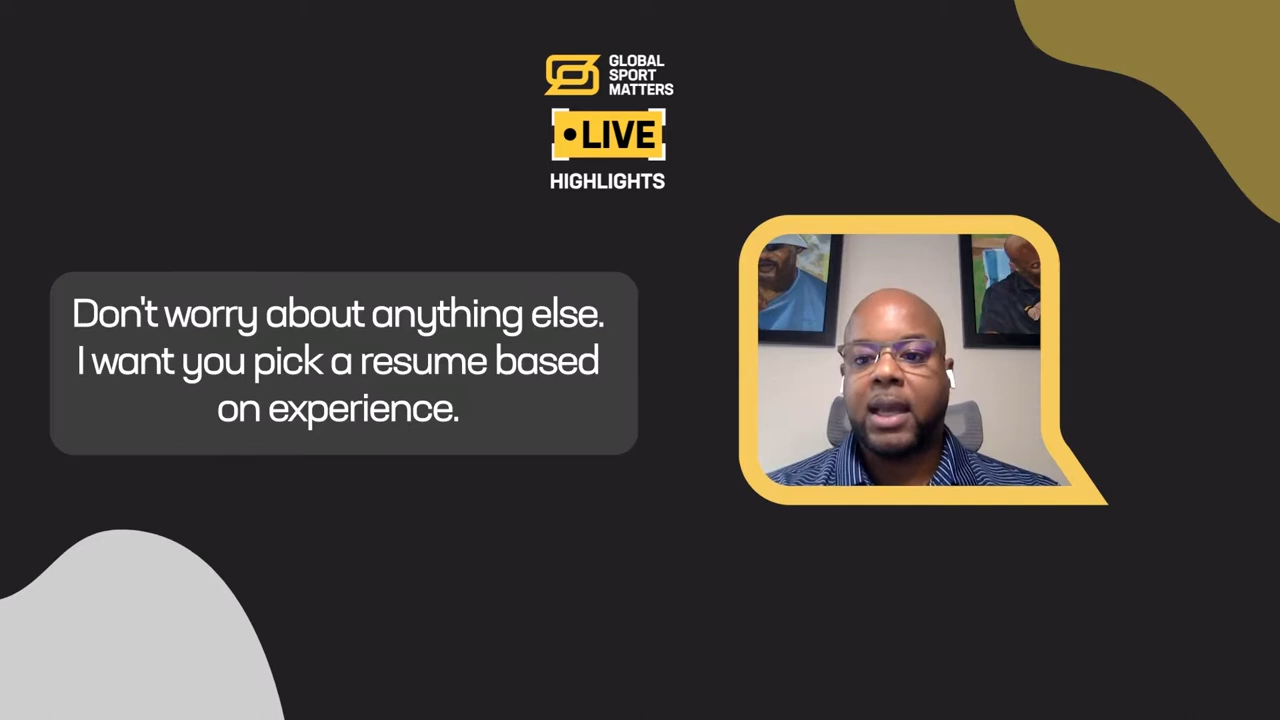 GLOBAL
SPORT
MATTERS
• LIVE
HIGHLIGHTS
Don't worry about anything else.
I want you pick a resume based
on experience.